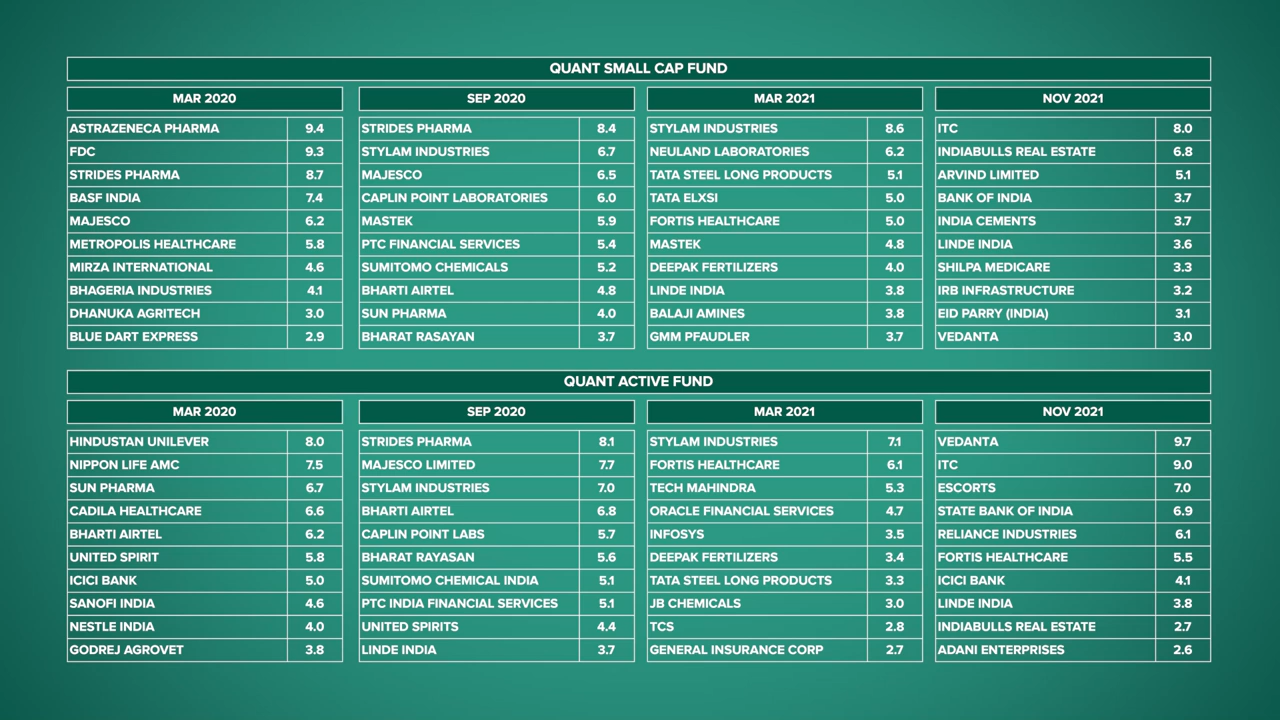 QUANT SMALL CAP FUND
MAR 2020 SEP 2020 MAR 2021 NOV 2021
ASTRAZENECA PHARMA 9.4 STRIDES PHARMA 8.4 STYLAM INDUSTRIES 8.6 ITC 8.0
FDC 9.3 STYLAM INDUSTRIES 6.7 NEULAND LABORATORIES 6.2 INDIABULLS REAL ESTATE 6.8
STRIDES PHARMA 8.7 MAJESCO 6.5 TATA STEEL LONG PRODUCTS 5.1 ARVIND LIMITED 5.1
BASF INDIA 7.4 CAPLIN POINT LABORATORIES 6.0 TATA ELXSI 5.0 BANK OF INDIA 3.7
MAJESCO 6.2 MASTEK 5.9 FORTIS HEALTHCARE 5.0 INDIA CEMENTS 3.7
METROPOLIS HEALTHCARE 5.8 PTC FINANCIAL SERVICES 5.4 MASTEK 4.8 LINDE INDIA 3.6
MIRZA INTERNATIONAL 4.6 SUMITOMO CHEMICALS 5.2 DEEPAK FERTILIZERS 4.0 SHILPA MEDICARE 3.3
BHAGERIA INDUSTRIES 4.1 BHARTI AIRTEL 4.8 LINDE INDIA 3.8 IRB INFRASTRUCTURE 3.2
DHANUKA AGRITECH 3.0 SUN PHARMA 4.0 BALAJI AMINES 3.8 EID PARRY (INDIA) 3.1
BLUE DART EXPRESS 2.9 BHARAT RASAYAN 3.7 GMM PFAUDLER 3.7 VEDANTA 3.0
QUANT ACTIVE FUND
MAR 2020 SEP 2020 MAR 2021 NOV 2021
HINDUSTAN UNILEVER 8.0 STRIDES PHARMA 8.1 STYLAM INDUSTRIES 7.1 VEDANTA 9.7
NIPPON LIFE AMC 7.5 MAJESCO LIMITED 7.7 FORTIS HEALTHCARE 6.1 ITC 9.0
SUN PHARMA 6.7 STYLAM INDUSTRIES 7.0 TECH MAHINDRA 5.3 ESCORTS 7.0
CADILA HEALTHCARE 6.6 BHARTI AIRTEL 6.8 ORACLE FINANCIAL SERVICES 4.7 STATE BANK OF INDIA 6.9
BHARTI AIRTEL 6.2 CAPLIN POINT LABS 5.7 INFOSYS 3.5 RELIANCE INDUSTRIES 6.1
UNITED SPIRIT 5.8 BHARAT RAYASAN 5.6 DEEPAK FERTILIZERS 3.4 FORTIS HEALTHCARE 5.5
ICICI BANK 5.0 SUMITOMO CHEMICAL INDIA 5.1 TATA STEEL LONG PRODUCTS 3.3 ICICI BANK 4.1
SANOFI INDIA 4.6 PTC INDIA FINANCIAL SERVICES 5.1 JB CHEMICALS 3.0 LINDE INDIA 3.8
NESTLE INDIA 4.0 UNITED SPIRITS 4.4 TCS 2.8 INDIABULLS REAL ESTATE 2.7
GODREJ AGROVET 3.8 LINDE INDIA 3.7 GENERAL INSURANCE CORP 2.7 ADANI ENTERPRISES 2.6